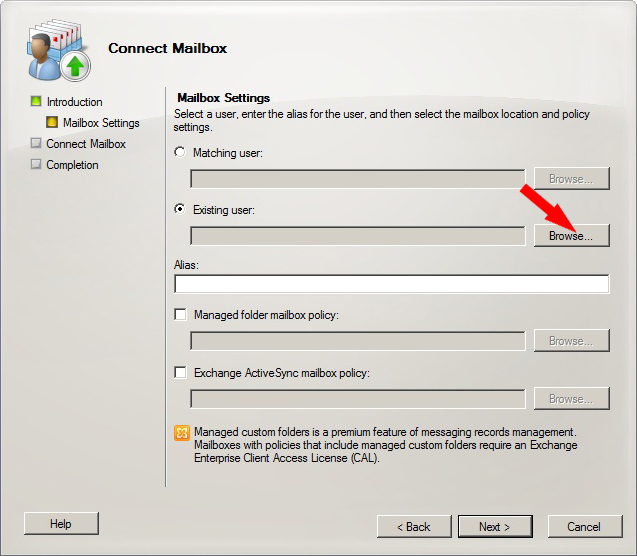 Connect Mailbox
Introduction
Mailbox Settings
Connect Mailbox
Completion
Mailbox Settings
Select a user, enter the alias for the user, and then select the mailbox location and policy
settings.
Matching user:
Browse...
Existing user:
Browse...
Alias:
Managed folder mailbox policy:
Browse...
Exchange ActiveSync mailbox policy:
Browse...
Managed custom folders is a premium feature of messaging records management.
Mailboxes with policies that include managed custom folders require an Exchange
Enterprise Client Access License (CAL).
Help
< Back
Next >
Cancel